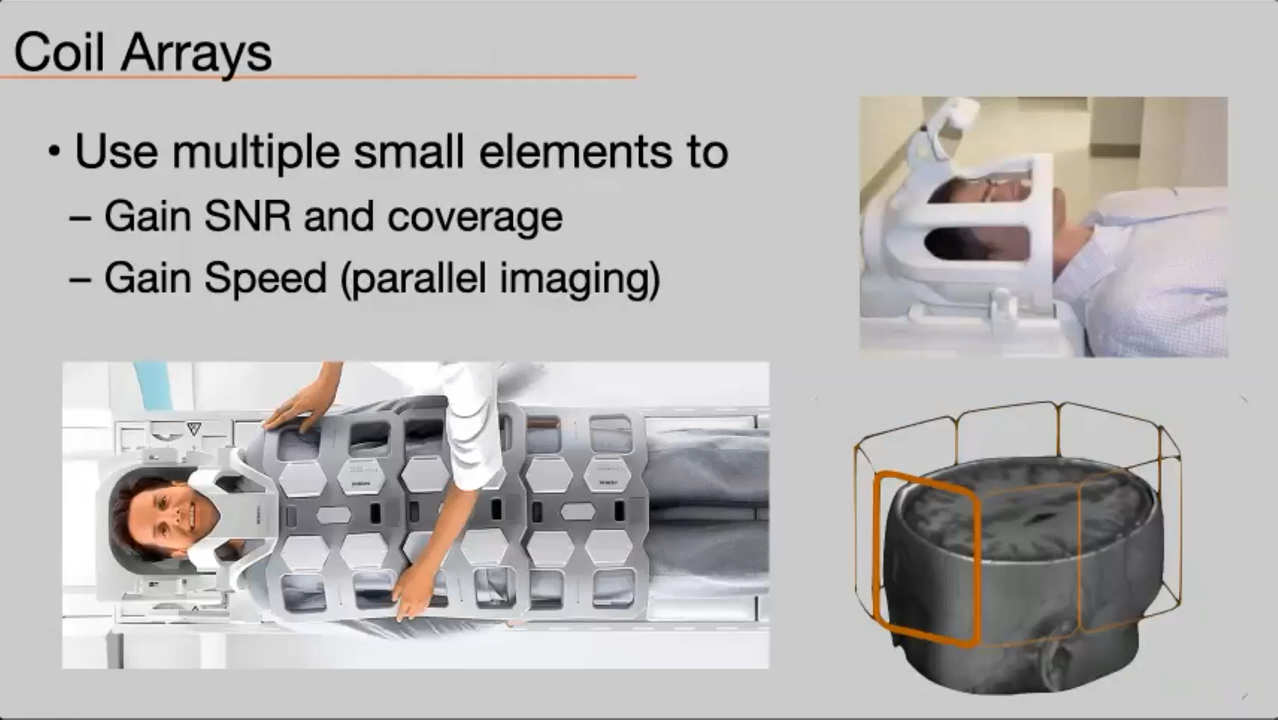 Coil Arrays
• Use multiple small elements to
– Gain SNR and coverage
– Gain Speed (parallel imaging)